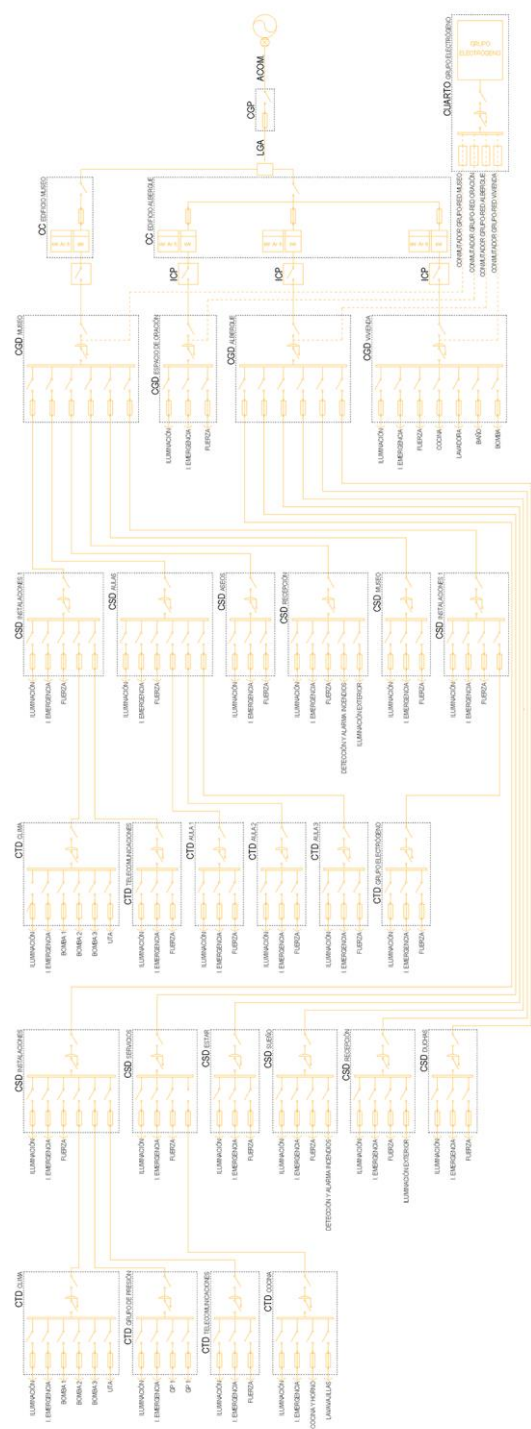 GRUPO
ELECTRÓGENO
CUARTO GRUPO ELECTRÓGENO
ACOM.
CGP
LGA
CONMUTADOR GRUPO-RED MUSEO
CONMUTADOR GRUPO-RED ORACIÓN
CONMUTADOR GRUPO-RED ALBERGUE
CONMUTADOR GRUPO-RED VIVIENDA
CC EDIFICIO MUSEO
CC EDIFICIO ALBERGUE
ICP
ICP
ICP
CGD MUSEO
CGD ESPACIO DE ORACIÓN
ILUMINACIÓN
I. EMERGENCIA
FUERZA
CGD ALBERGUE
CGD VIVIENDA
ILUMINACIÓN
I. EMERGENCIA
FUERZA
COCINA
LAVADORA
BAÑO
BOMBA
CSD INSTALACIONES 1
ILUMINACIÓN
I. EMERGENCIA
FUERZA
CSD AULAS
ILUMINACIÓN
I. EMERGENCIA
FUERZA
CSD ASEOS
ILUMINACIÓN
I. EMERGENCIA
FUERZA
CSD RECEPCIÓN
ILUMINACIÓN
I. EMERGENCIA
FUERZA
DETECCIÓN Y ALARMA INCENDIOS
ILUMINACIÓN EXTERIOR
CSD MUSEO
ILUMINACIÓN
I. EMERGENCIA
FUERZA
CSD INSTALACIONES 1
ILUMINACIÓN
I. EMERGENCIA
FUERZA
CTD CLIMA
ILUMINACIÓN
I. EMERGENCIA
BOMBA 1
BOMBA 2
BOMBA 3
UTA
CTD TELECOMUNICACIONES
ILUMINACIÓN
I. EMERGENCIA
FUERZA
CTD AULA 1
ILUMINACIÓN
I. EMERGENCIA
FUERZA
CTD AULA 2
ILUMINACIÓN
I. EMERGENCIA
FUERZA
CTD AULA 3
ILUMINACIÓN
I. EMERGENCIA
FUERZA
CTD GRUPO ELECTRÓGENO
ILUMINACIÓN
I. EMERGENCIA
FUERZA
CSD INSTALACIONES
ILUMINACIÓN
I. EMERGENCIA
FUERZA
CSD SERVICIOS
ILUMINACIÓN
I. EMERGENCIA
FUERZA
CSD ESTAR
ILUMINACIÓN
I. EMERGENCIA
FUERZA
CSD SUEÑO
ILUMINACIÓN
I. EMERGENCIA
FUERZA
DETECCIÓN Y ALARMA INCENDIOS
CSD RECEPCIÓN
ILUMINACIÓN
I. EMERGENCIA
FUERZA
ILUMINACIÓN EXTERIOR
CSD DUCHAS
ILUMINACIÓN
I. EMERGENCIA
FUERZA
CTD CLIMA
ILUMINACIÓN
I. EMERGENCIA
BOMBA 1
BOMBA 2
BOMBA 3
UTA
CTD GRUPO DE PRESIÓN
ILUMINACIÓN
I. EMERGENCIA
GP 1
GP 1
CTD TELECOMUNICACIONES
ILUMINACIÓN
I. EMERGENCIA
FUERZA
CTD COCINA
ILUMINACIÓN
I. EMERGENCIA
COCINA Y HORNO
LAVAVAJILLAS